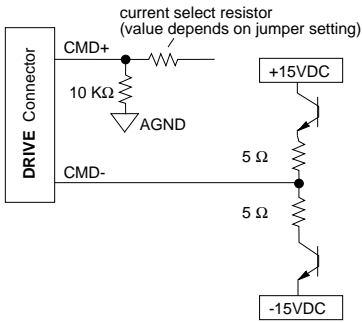 current select resistor
(value depends on jumper setting)
CMD+
+15VDC
10 KΩ
AGND
DRIVE Connector
5 Ω
CMD-
5 Ω
-15VDC